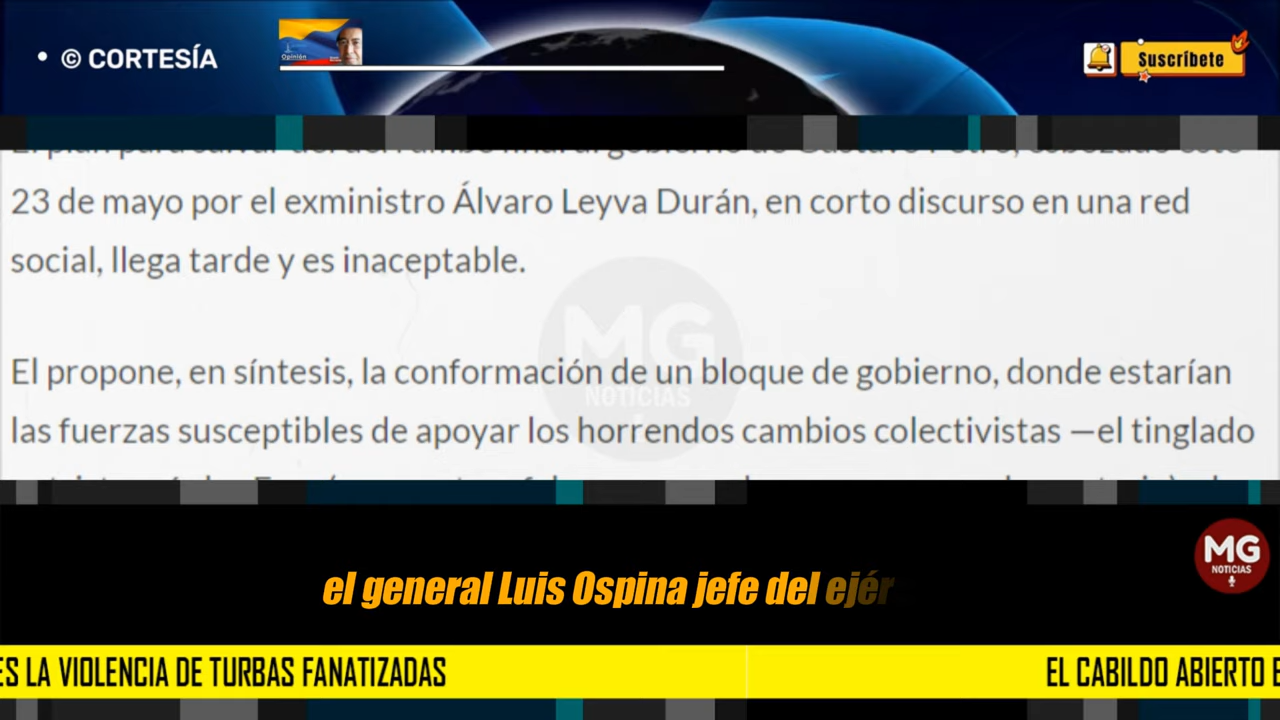 • © CORTESÍA
Opinión
Suscríbete
23 de mayo por el exministro Álvaro Leyva Durán, en corto discurso en una red
social, llega tarde y es inaceptable.
MG
NOTICIAS
El propone, en síntesis, la conformación de un bloque de gobierno, donde estarían
las fuerzas susceptibles de apoyar los horrendos cambios colectivistas —el tinglado
el general Luis Ospina jefe del ejér
MG
NOTICIAS
ES LA VIOLENCIA DE TURBAS FANATIZADAS
EL CABILDO ABIERTO E